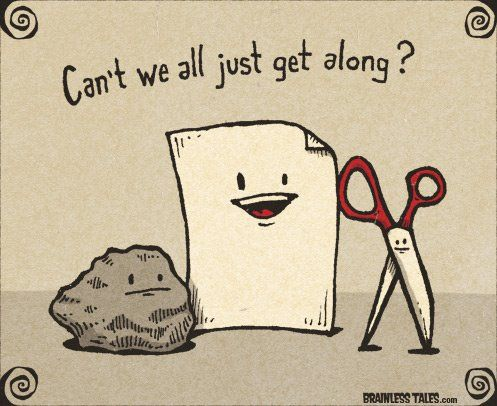 Can't we all just get along?
BRAINLESS TALES.com